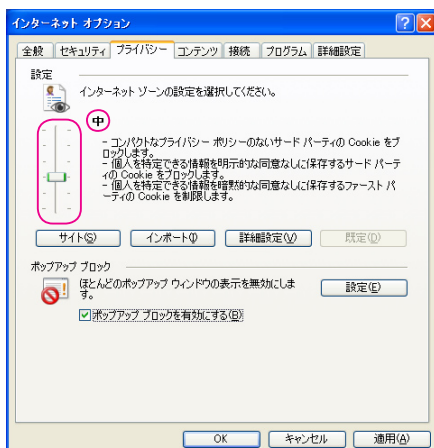 インターネット オプション
全般 セキュリティ プライバシー コンテンツ 接続 プログラム 詳細設定
設定
インターネット ゾーンの設定を選択してください。
中
- コンパクトなプライバシー ポリシーのないサード パーティの Cookie をブ
ロックします。
- 個人を特定できる情報を明示的な同意なしに保存するサード パーテ
ィの Cookie をブロックします。
- 個人を特定できる情報を暗黙的な同意なしに保存するファースト パ
ーティの Cookie を制限します。
サイト(S) インポート(I) 詳細設定(V) 既定(D)
ポップアップ ブロック
ほとんどのポップアップ ウィンドウの表示を無効にしま
す。
設定(E)
ポップアップ ブロックを有効にする(B)
OK キャンセル 適用(A)